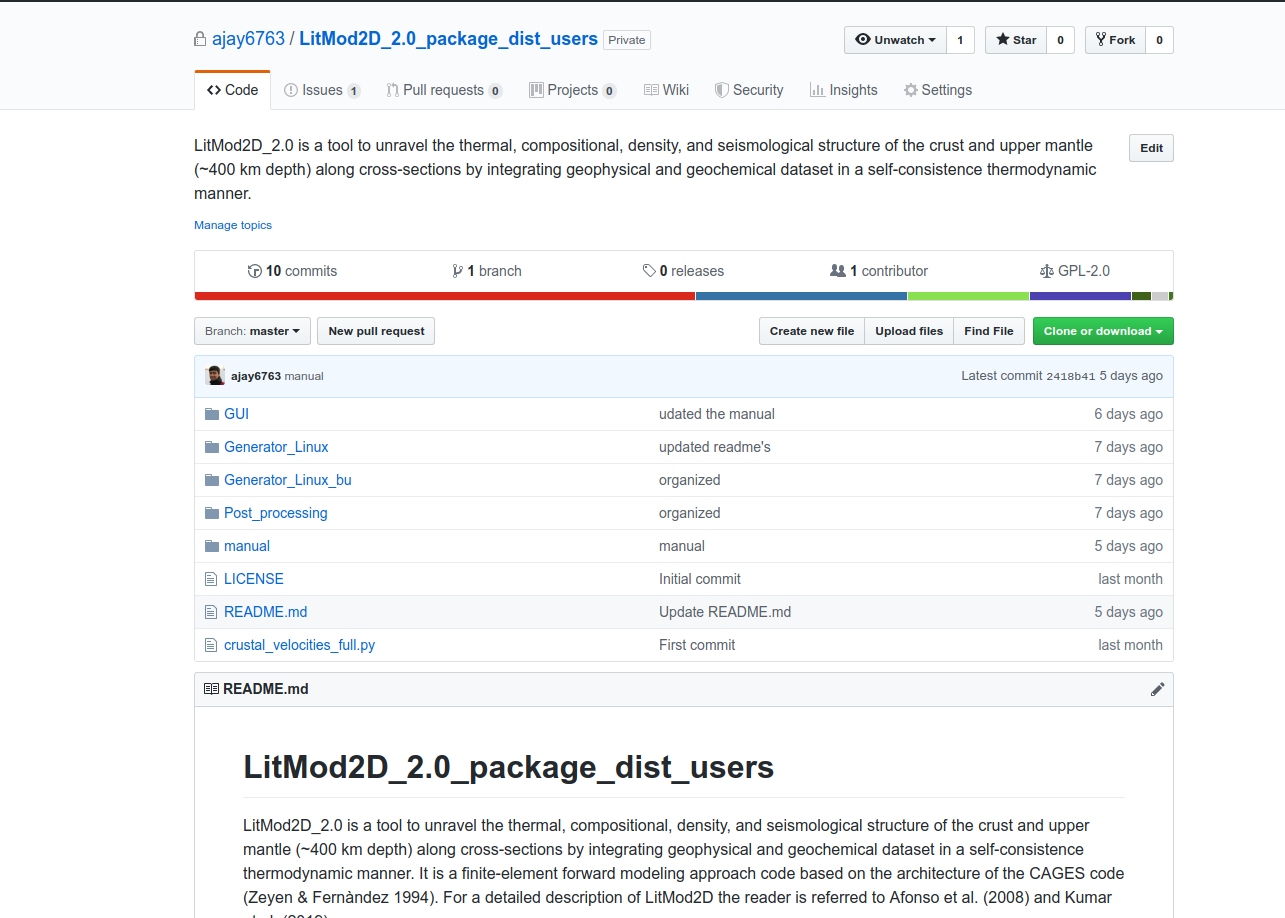 ajay6763 / LitMod2D_2.0_package_dist_users Private
Unwatch 1 Star 0 Fork 0
Code Issues 1 Pull requests 0 Projects 0 Wiki Security Insights Settings
LitMod2D_2.0 is a tool to unravel the thermal, compositional, density, and seismological structure of the crust and upper mantle
(~400 km depth) along cross-sections by integrating geophysical and geochemical dataset in a self-consistence thermodynamic
manner.
Edit
Manage topics
10 commits 1 branch 0 releases 1 contributor GPL-2.0
Branch: master New pull request Create new file Upload files Find File Clone or download
ajay6763 manual Latest commit 2418b41 5 days ago
GUI udated the manual 6 days ago
Generator_Linux updated readme's 7 days ago
Generator_Linux_bu organized 7 days ago
Post_processing organized 7 days ago
manual manual 5 days ago
LICENSE Initial commit last month
README.md Update README.md 5 days ago
crustal_velocities_full.py First commit last month
README.md
LitMod2D_2.0_package_dist_users
LitMod2D_2.0 is a tool to unravel the thermal, compositional, density, and seismological structure of the crust and upper
mantle (~400 km depth) along cross-sections by integrating geophysical and geochemical dataset in a self-consistence
thermodynamic manner. It is a finite-element forward modeling approach code based on the architecture of the CAGES code
(Zeyen & Fernàndez 1994). For a detailed description of LitMod2D the reader is referred to Afonso et al. (2008) and Kumar